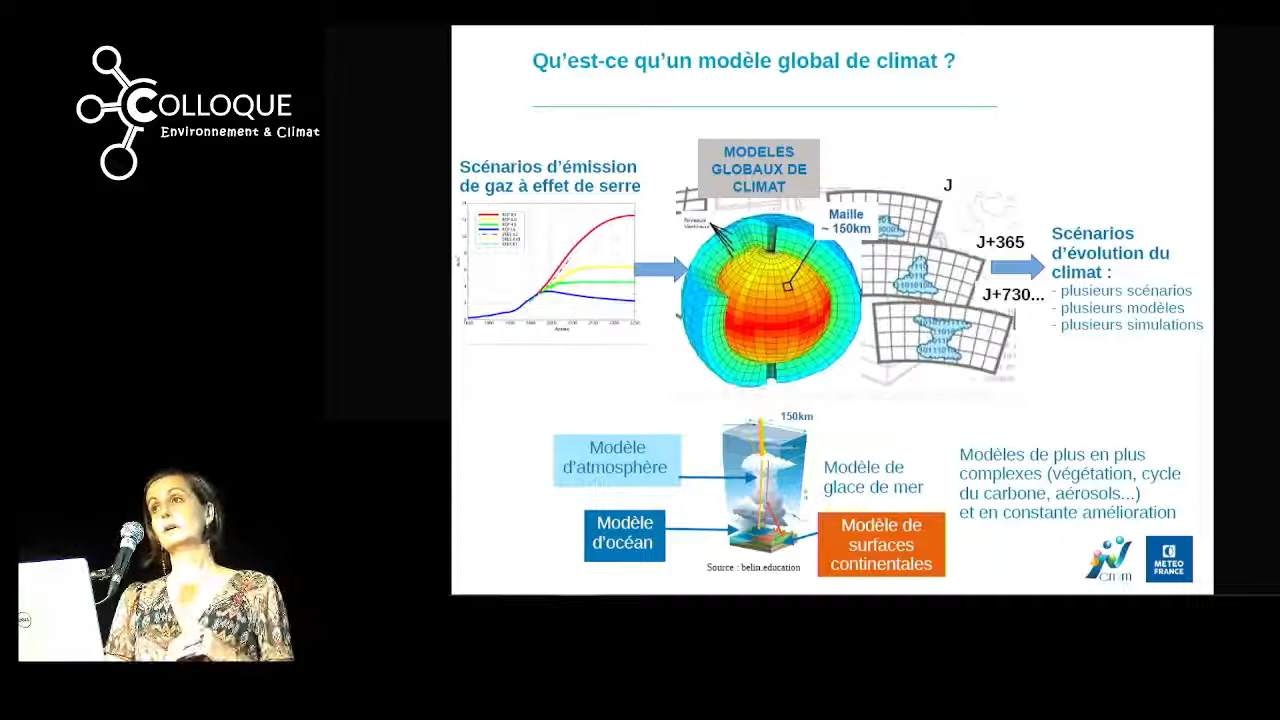 COLLOQUE
Environnement & Climat
Qu'est-ce qu'un modèle global de climat ?
Scénarios d'émission
de gaz à effet de serre
MODELES
GLOBAUX DE
CLIMAT
Niveaux
Verticaux
Maille
~ 150km
J
J+365
J+730...
Scénarios
d'évolution du
climat :
- plusieurs scénarios
- plusieurs modèles
- plusieurs simulations
150km
Modèle
d'atmosphère
Modèle
d'océan
Modèle de
glace de mer
Modèle de
surfaces
continentales
Source : belin.education
Modèles de plus en plus
complexes (végétation, cycle
du carbone, aérosols...)
et en constante amélioration
cnrm
METEO
FRANCE
DELL